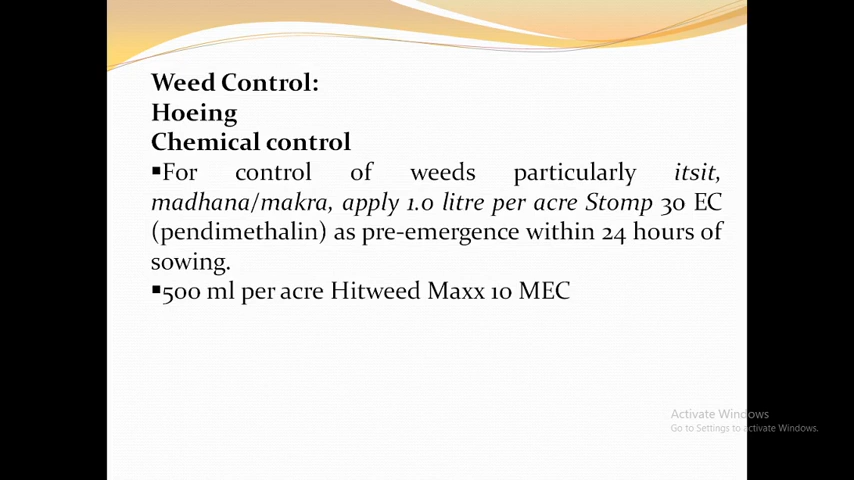 Weed Control:
Hoeing
Chemical control
▪For control of weeds particularly itsit,
madhana/makra, apply 1.0 litre per acre Stomp 30 EC
(pendimethalin) as pre-emergence within 24 hours of
sowing.
▪500 ml per acre Hitweed Maxx 10 MEC
Activate Windows
Go to Settings to activate Windows.